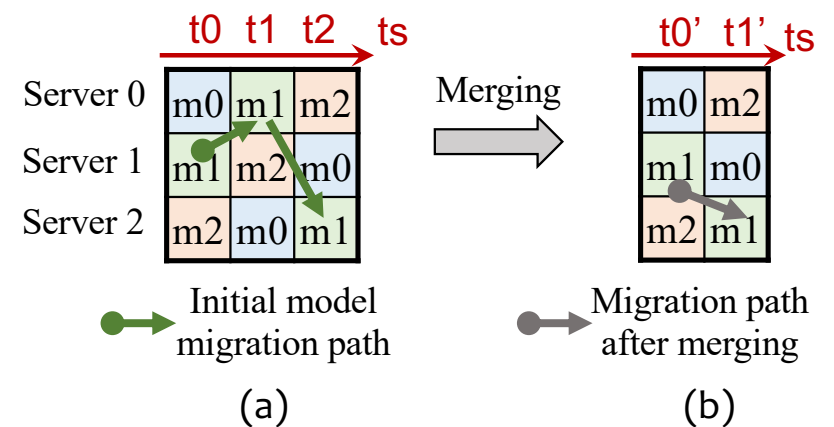 t0 t1 t2 ts
t0’ t1’ ts
Server 0 m0 m1 m2
Merging
m0 m2
Server 1 m1 m2 m0
m1 m0
Server 2 m2 m0 m1
m2 m1
Initial model
migration path
Migration path
after merging
(a)
(b)